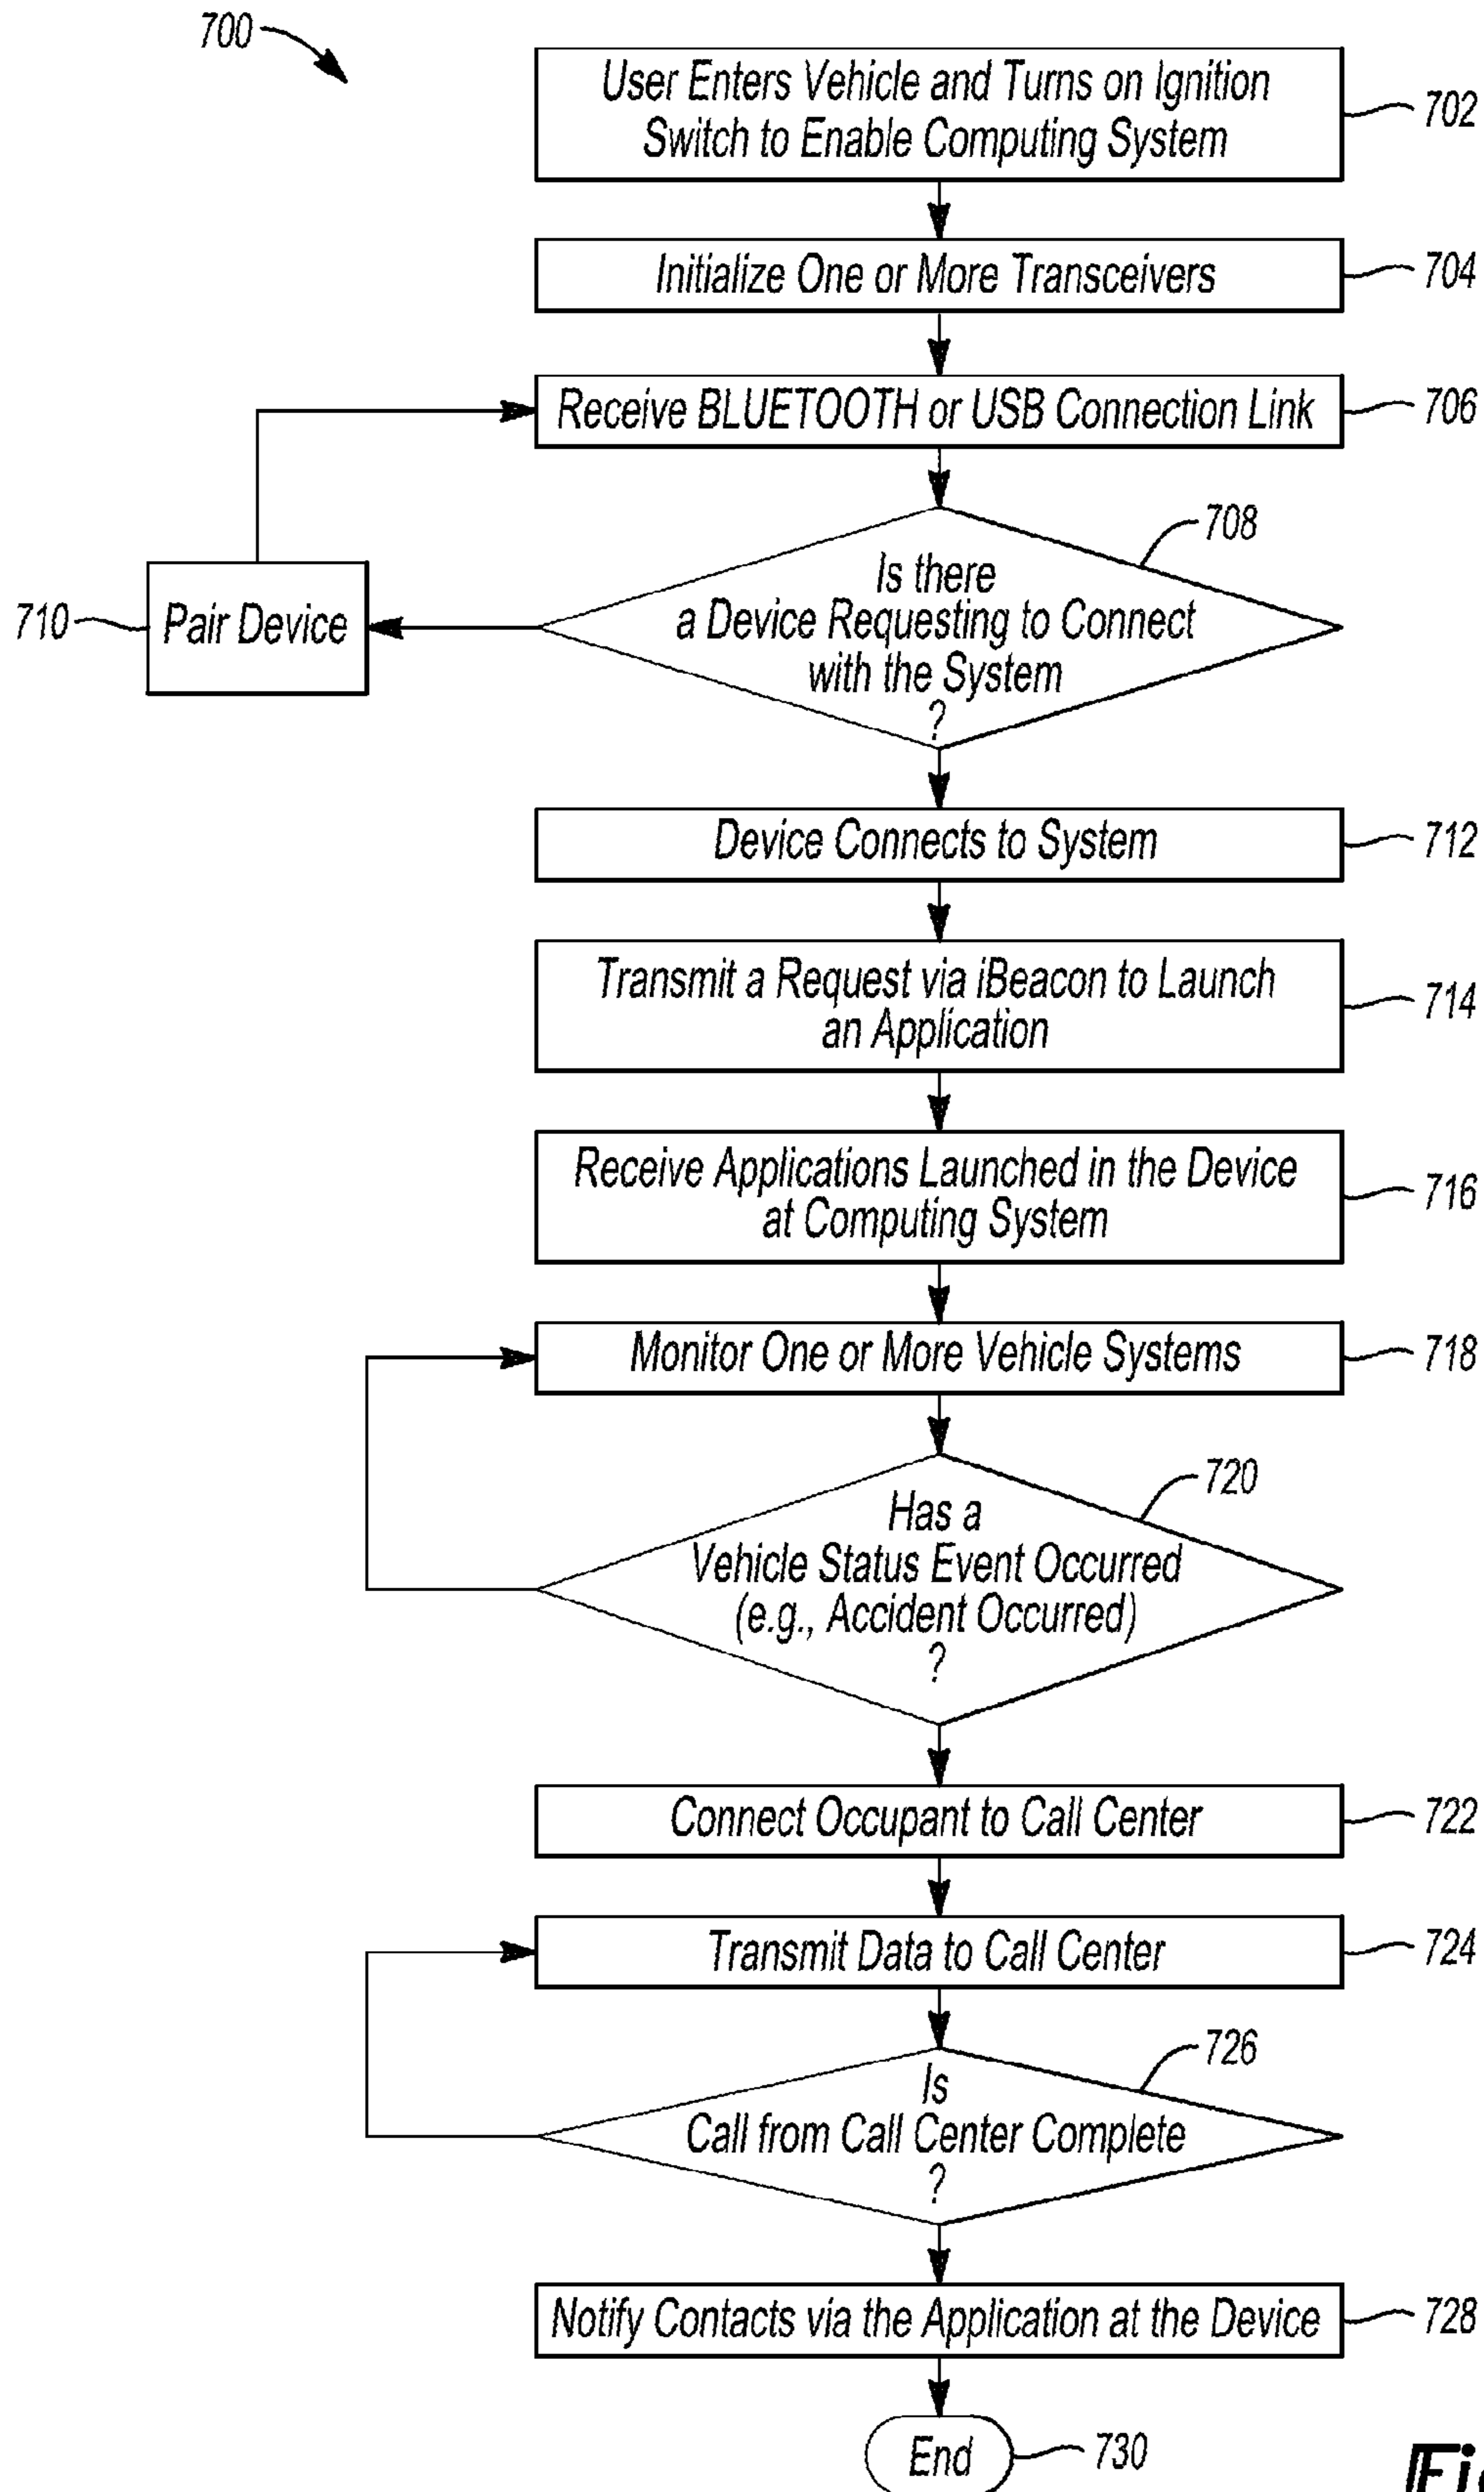 700
User Enters Vehicle and Turns on Ignition
Switch to Enable Computing System
702
Initialize One or More Transceivers
704
Receive BLUETOOTH or USB Connection Link
706
708
Is there
a Device Requesting to Connect
with the System
?
710
Pair Device
Device Connects to System
712
Transmit a Request via iBeacon to Launch
an Application
714
Receive Applications Launched in the Device
at Computing System
716
Monitor One or More Vehicle Systems
718
720
Has a
Vehicle Status Event Occurred
(e.g., Accident Occurred)
?
Connect Occupant to Call Center
722
Transmit Data to Call Center
724
726
Is
Call from Call Center Complete
?
Notify Contacts via the Application at the Device
728
End
730